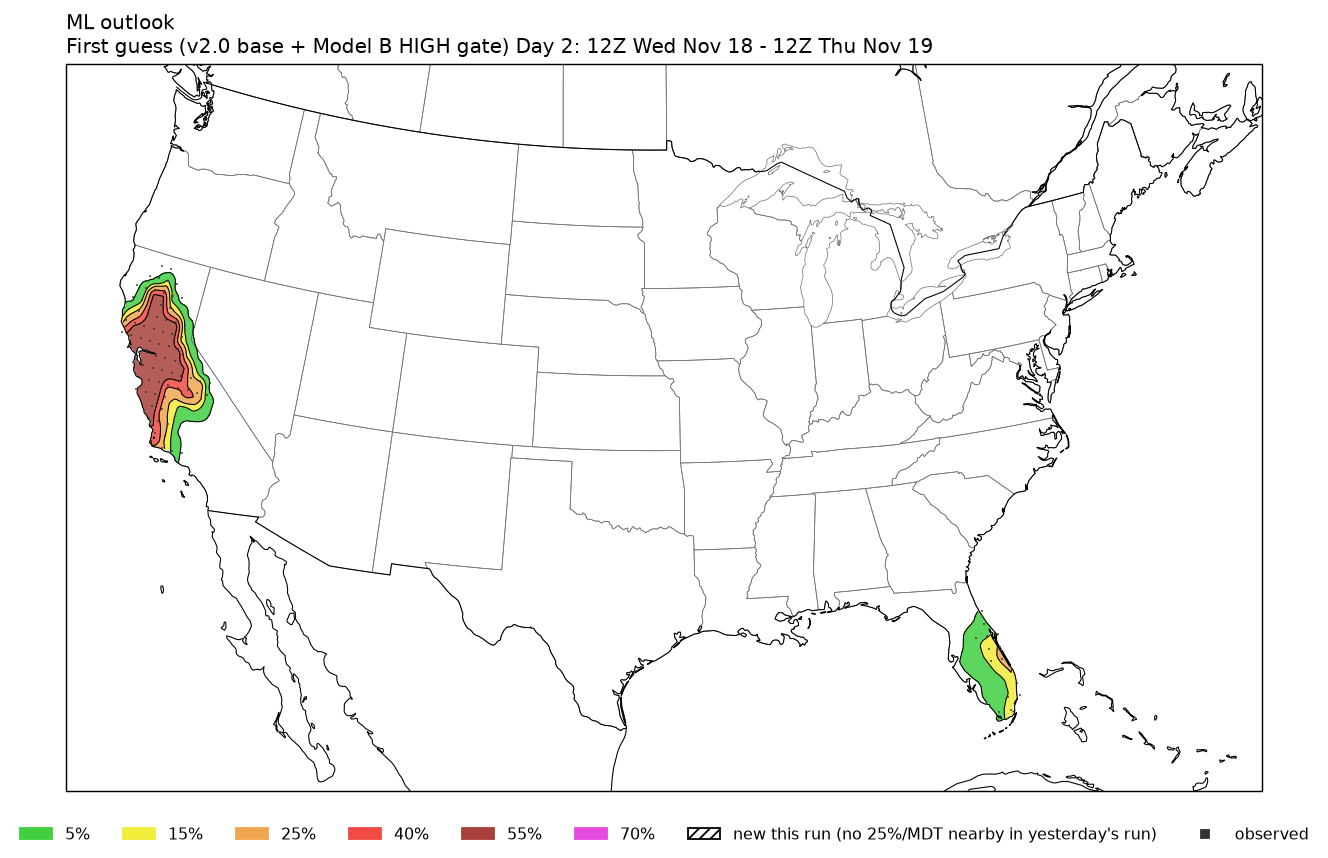 ML outlook
First guess (v2.0 base + Model B HIGH gate) Day 2: 12Z Wed Nov 18 - 12Z Thu Nov 19
5% 15% 25% 40% 55% 70% new this run (no 25%/MDT nearby in yesterday's run) observed